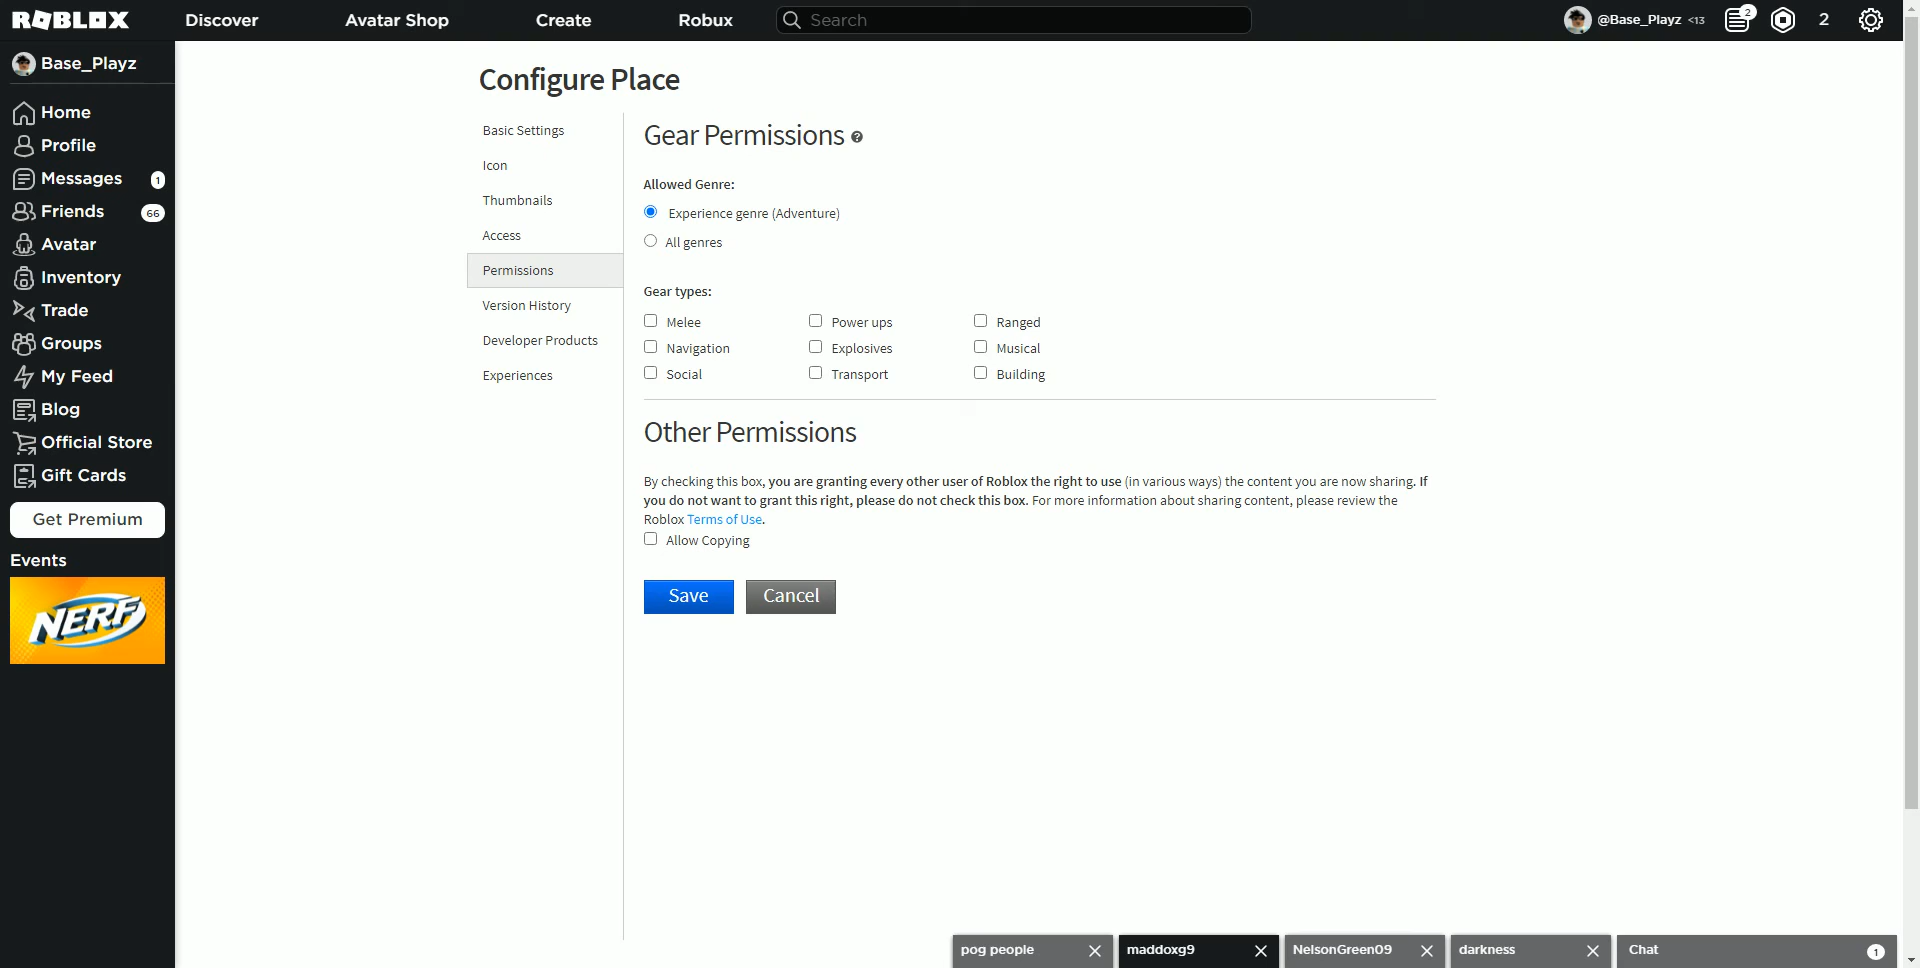 ROBLOX Discover Avatar Shop Create Robux Search @Base_Playz <13 2 2
Base_Playz
Home
Profile
Messages 1
Friends 66
Avatar
Inventory
Trade
Groups
My Feed
Blog
Official Store
Gift Cards
Get Premium
Events
NERF
Configure Place
Basic Settings
Icon
Thumbnails
Access
Permissions
Version History
Developer Products
Experiences
Gear Permissions ?
Allowed Genre:
Experience genre (Adventure)
All genres
Gear types:
Melee Power ups Ranged
Navigation Explosives Musical
Social Transport Building
Other Permissions
By checking this box, you are granting every other user of Roblox the right to use (in various ways) the content you are now sharing. If
you do not want to grant this right, please do not check this box. For more information about sharing content, please review the
Roblox Terms of Use.
Allow Copying
Save Cancel
pog people maddoxg9 NelsonGreen09 darkness Chat 1